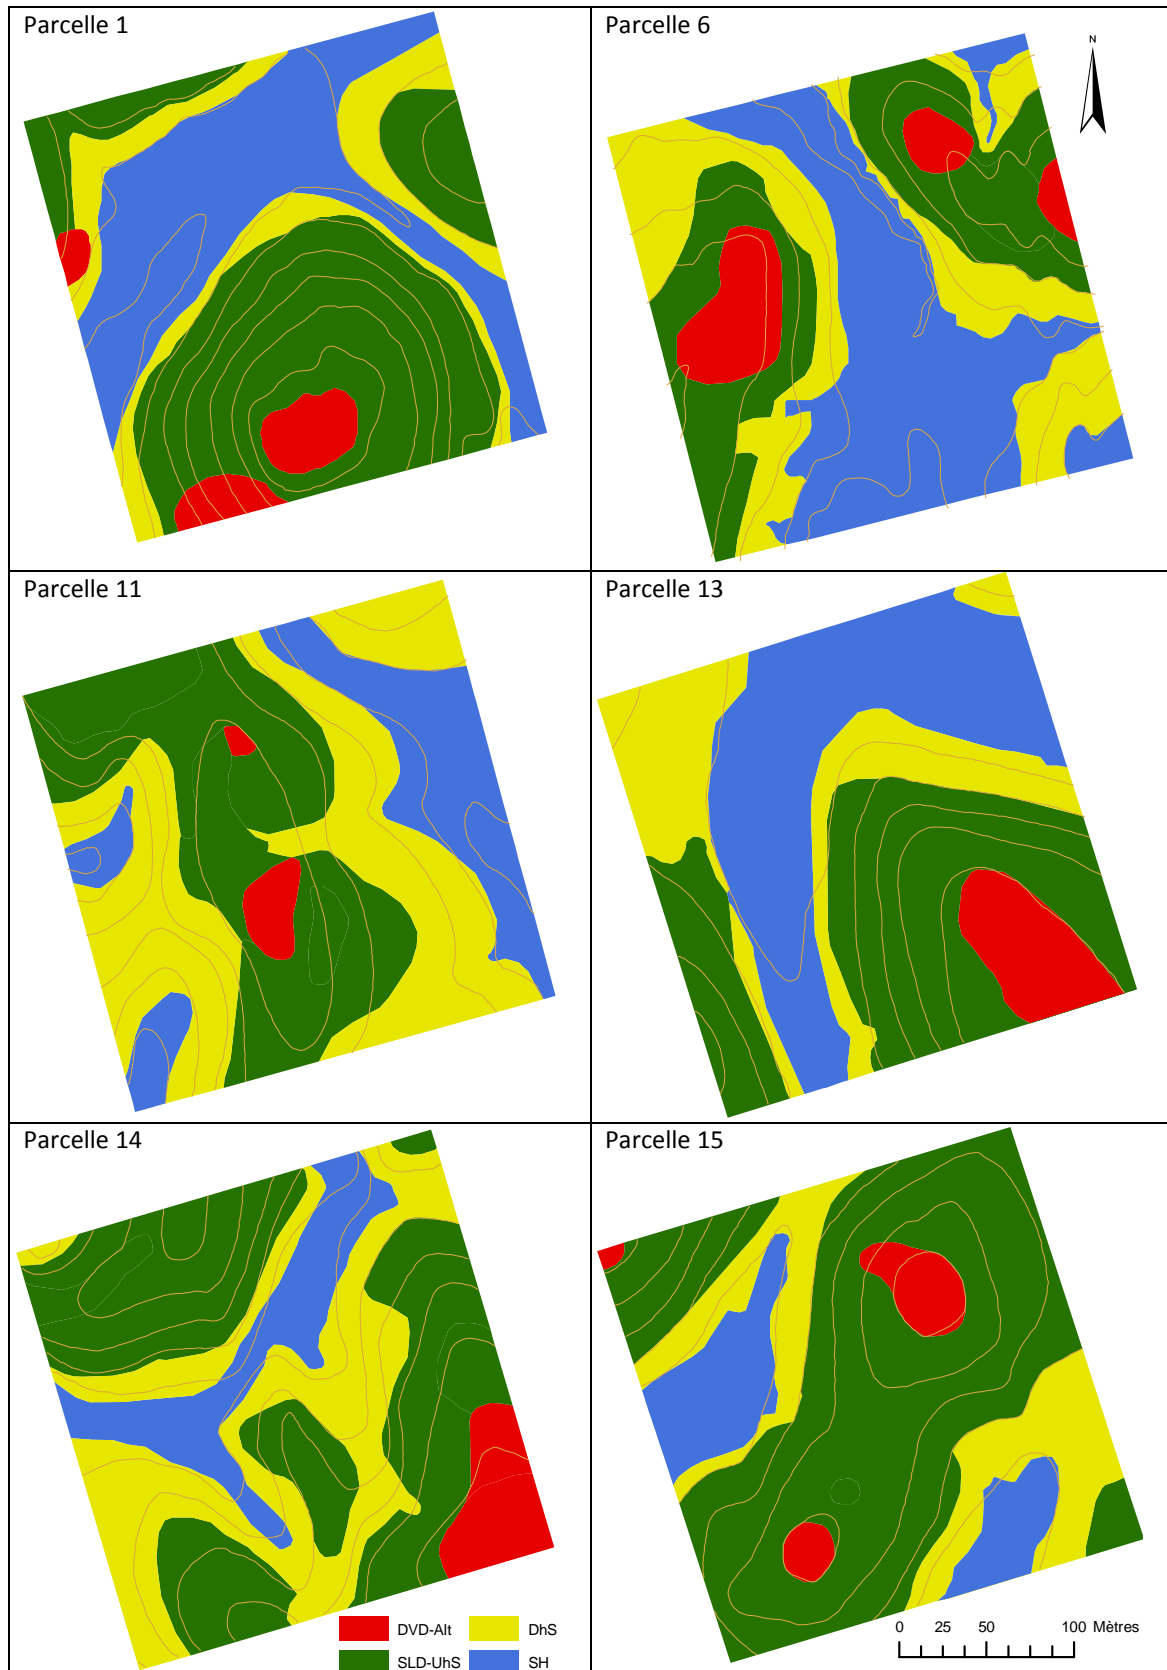 Parcelle 1
Parcelle 6
N
Parcelle 11
Parcelle 13
Parcelle 14
Parcelle 15
DVD-Alt
DhS
SLD-UhS
SH
0 25 50 100 Mètres